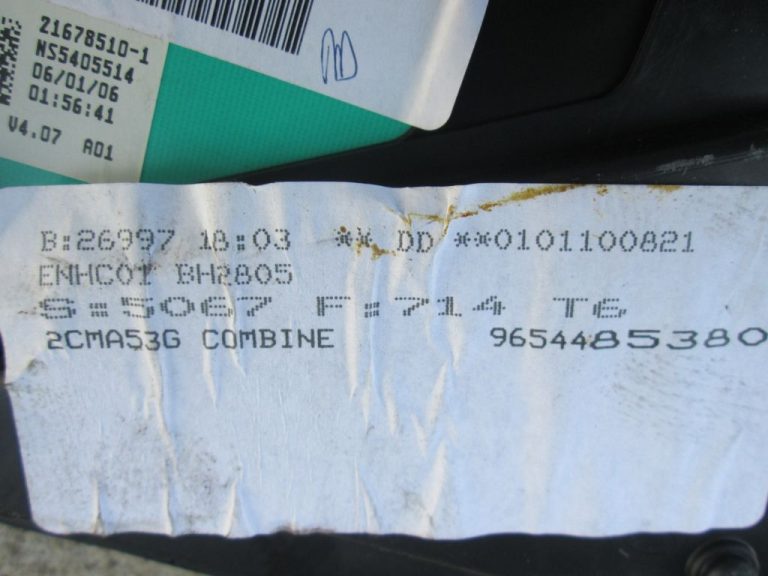 21678510-1
NS5405514
06/01/06
01:56:41
V4.07 A01
B:26997 18:03 ** DD **0101100821
ENHC01 BH2805
S:5067 F:714 T6
2CMA53G COMBINE 9654485380